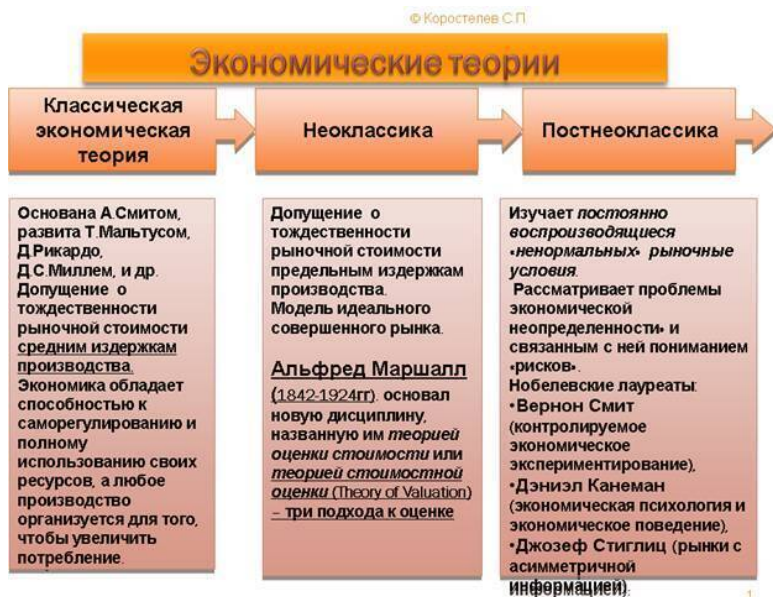 © Коростелев С.П.
Экономические теории
Классическая
экономическая
теория
Неоклассика
Постнеоклассика
Основана А.Смитом,
развита Т.Мальтусом,
Д.Рикардо,
Д.С.Миллем, и др.
Допущение о
тождественности
рыночной стоимости
средним издержкам
производства.
Экономика обладает
способностью к
саморегулированию и
полному
использованию своих
ресурсов, а любое
производство
организуется для того,
чтобы увеличить
потребление.
Допущение о
тождественности
рыночной стоимости
предельным издержкам
производства.
Модель идеального
совершенного рынка.
Альфред Маршалл
(1842-1924гг). основал
новую дисциплину,
названную им теорией
оценки стоимости или
теорией стоимостной
оценки (Theory of Valuation)
– три подхода к оценке
Изучает постоянно
воспроизводящиеся
«ненормальных» рыночные
условия.
Рассматривает проблемы
экономической
неопределенности» и
связанным с ней пониманием
«рисков».
Нобелевские лауреаты:
•Вернон Смит
(контролируемое
экономическое
экспериментирование),
•Дэниэл Канеман
(экономическая психология и
экономическое поведение),
•Джозеф Стиглиц (рынки с
асимметричной
информацией).
1